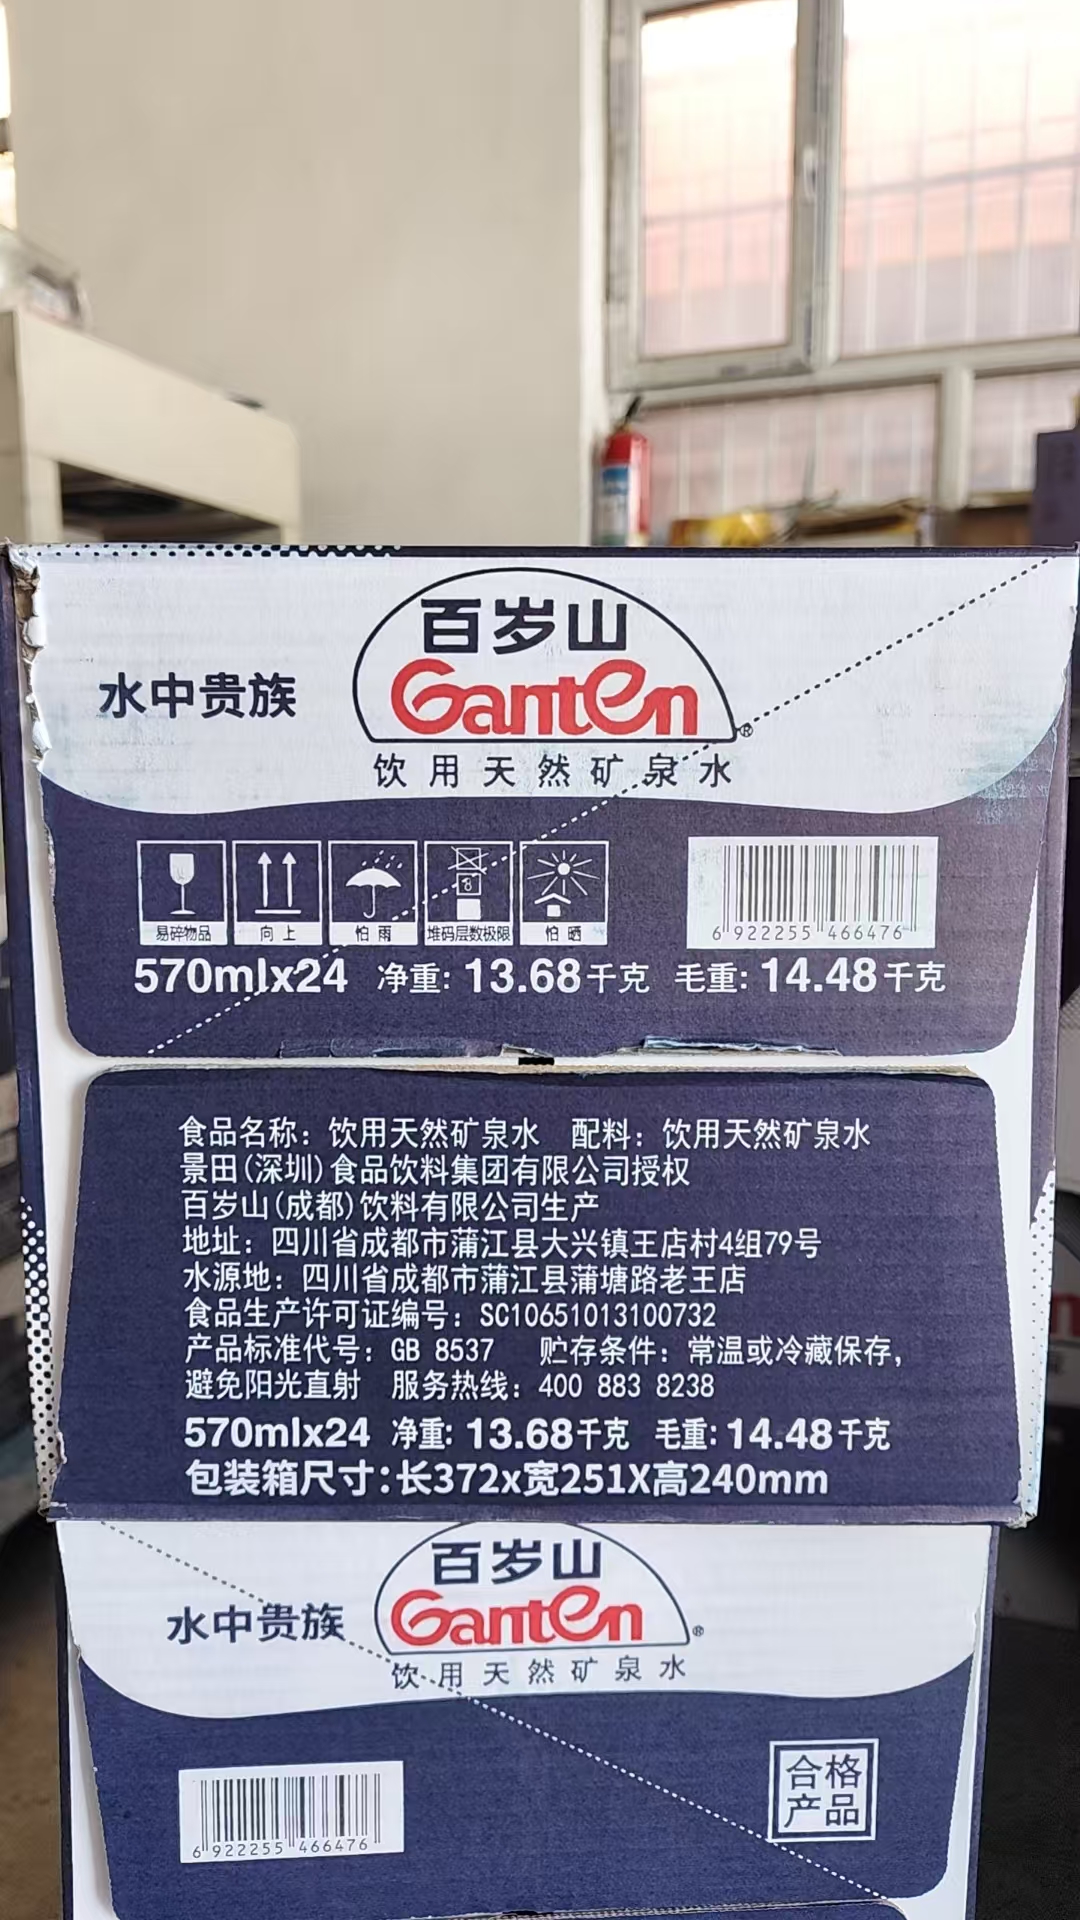 百岁山
水中贵族
Ganten®
饮用天然矿泉水
易碎物品 向上 怕雨 堆码层数极限 怕晒
8
6 922255 466476
570mlx24 净重: 13.68千克 毛重: 14.48千克
食品名称：饮用天然矿泉水 配料：饮用天然矿泉水
景田(深圳)食品饮料集团有限公司授权
百岁山(成都)饮料有限公司生产
地址：四川省成都市蒲江县大兴镇王店村4组79号
水源地：四川省成都市蒲江县蒲塘路老王店
食品生产许可证编号：SC10651013100732
产品标准代号：GB 8537 贮存条件：常温或冷藏保存，
避免阳光直射 服务热线：400 883 8238
570mlx24 净重: 13.68千克 毛重: 14.48千克
包装箱尺寸：长372x宽251X高240mm
百岁山
水中贵族
Ganten®
饮用天然矿泉水
合格
产品
6 922255 466476